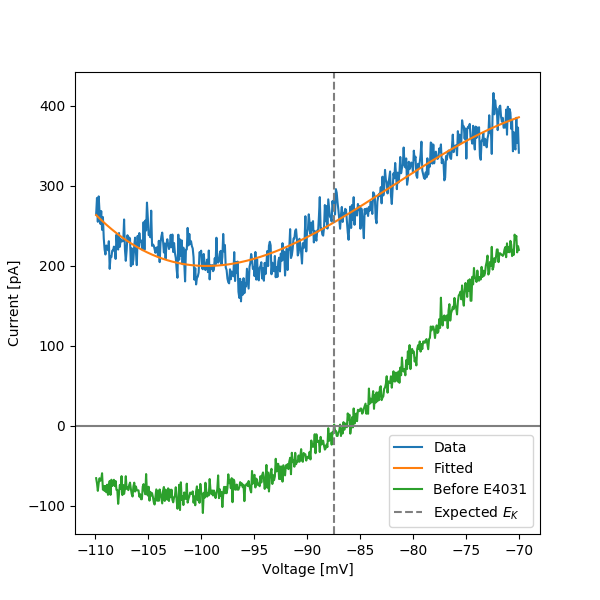 Current [pA]
400
300
200
100
0
−100
−110 −105 −100 −95 −90 −85 −80 −75 −70
Voltage [mV]
Data
Fitted
Before E4031
Expected E_K